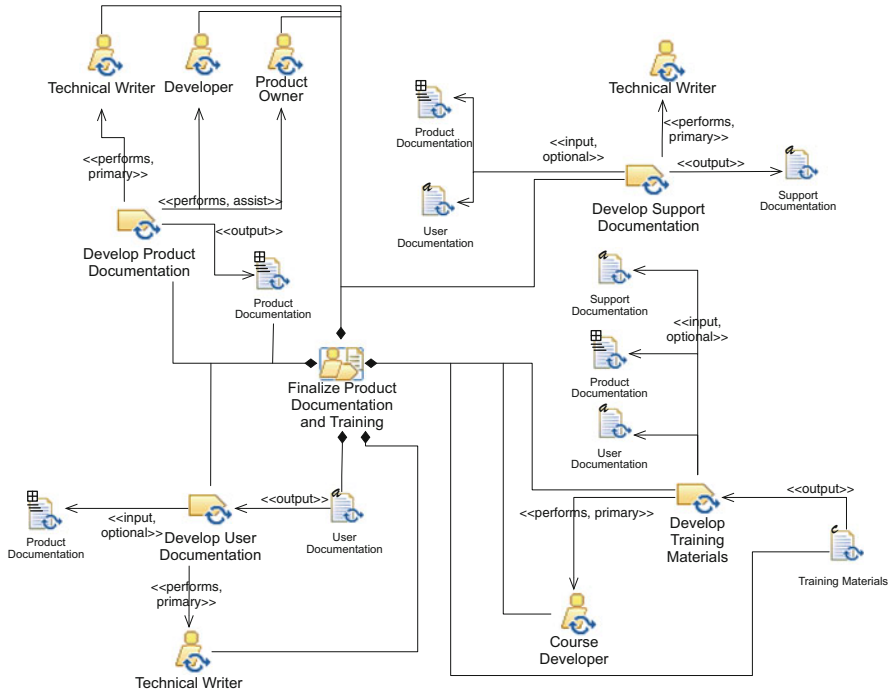 Technical Writer
Developer
Product
Owner
<<performs,
primary>>
<<performs, assist>>
<<output>>
Develop Product
Documentation
Product
Documentation
Technical Writer
Product
Documentation
<<input,
optional>>
<<performs,
primary>>
<<output>>
User
Documentation
Develop Support
Documentation
Support
Documentation
Support
Documentation
<<input,
optional>>
Product
Documentation
User
Documentation
Finalize Product
Documentation
and Training
Product
Documentation
<<input,
optional>>
Develop User
Documentation
<<output>>
User
Documentation
<<performs,
primary>>
Technical Writer
<<performs, primary>>
Develop
Training
Materials
<<output>>
Training Materials
Course
Developer